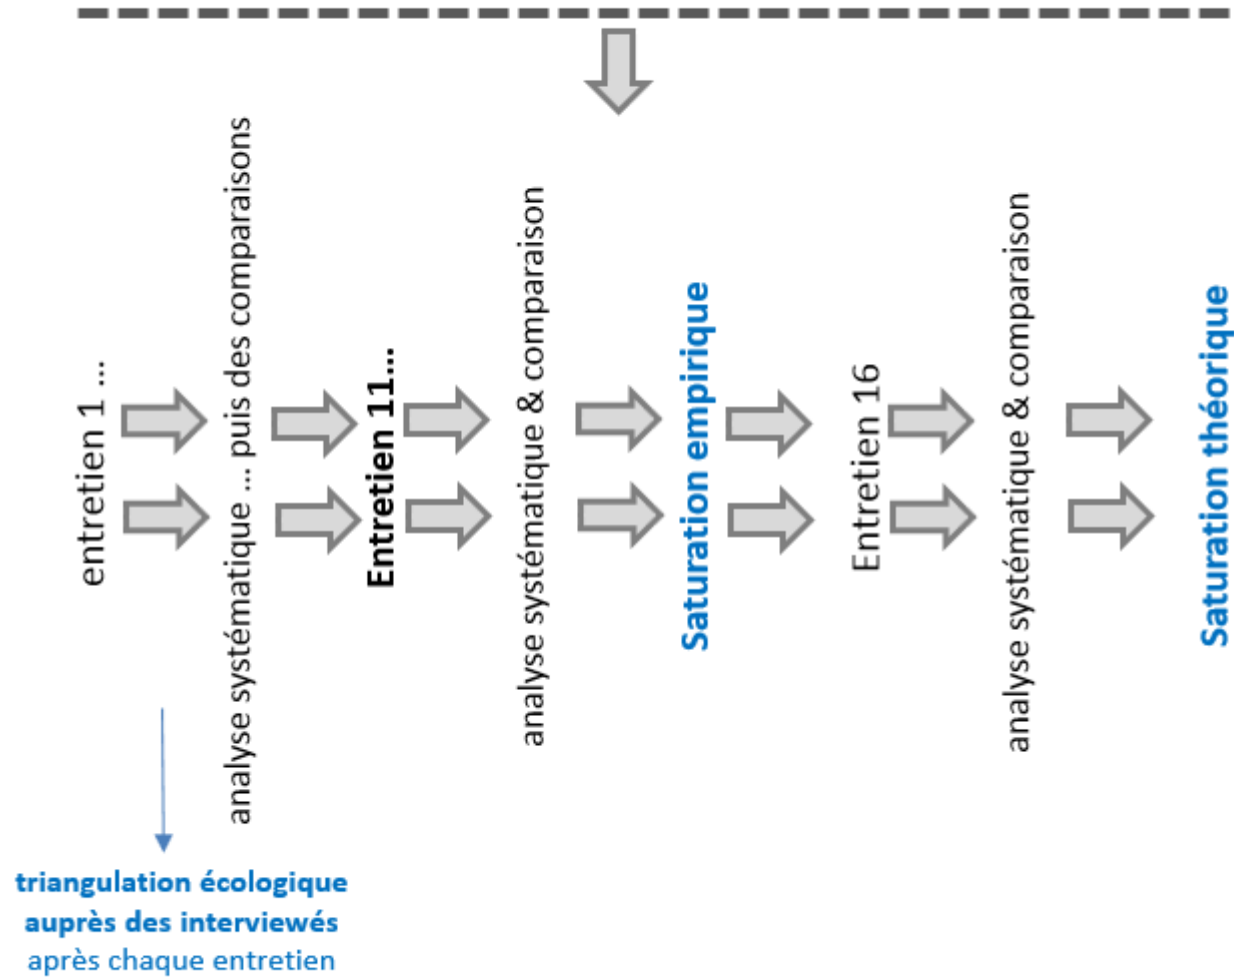 entretien 1 ...
analyse systématique ... puis des comparaisons
Entretien 11...
analyse systématique & comparaison
Saturation empirique
Entretien 16
analyse systématique & comparaison
Saturation théorique
triangulation écologique
auprès des interviewés
après chaque entretien